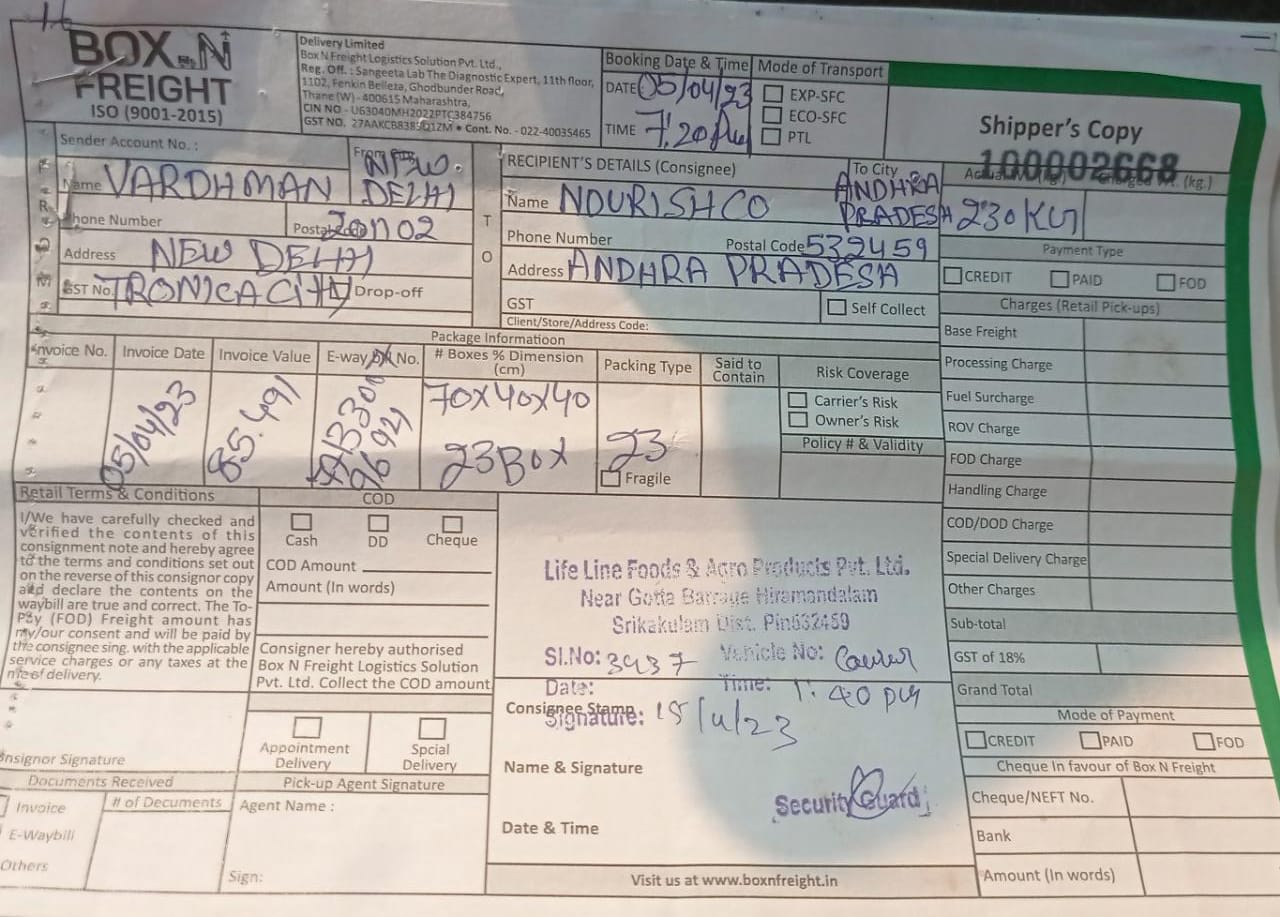 BOX N
FREIGHT
ISO (9001-2015)
Delivery Limited
Box N Freight Logistics Solution Pvt. Ltd.,
Reg. Off. : Sangeeta Lab The Diagnostic Expert, 11th floor,
1102, Fenkin Belleza, Ghodbunder Road,
Thane (W) - 400615 Maharashtra,
CIN NO - U63040MH2022PTC384756
GST NO. • Cont. No. - 022-40035465
Booking Date & Time
DATE 05/04/23
TIME 7:20
Mode of Transport
EXP-SFC
ECO-SFC
PTL
Shipper's Copy
100002668
Sender Account No. :
From NEW
Name VARDHMAN DELHI
Phone Number
Postal
Address NEW DELHI
GST No. TRONICA CITY Drop-off
T
O
RECIPIENT'S DETAILS (Consignee)
To City
ANDHRA
PRADESH
Name NOURISH CO
Phone Number
Postal Code 532459
Address ANDHRA PRADESH
GST
Self Collect
Client/Store/Address Code:
(kg.)
230 KG
Payment Type
CREDIT PAID FOD
Charges (Retail Pick-ups)
Base Freight
Processing Charge
Fuel Surcharge
ROV Charge
FOD Charge
Handling Charge
COD/DOD Charge
Special Delivery Charge
Other Charges
Sub-total
GST of 18%
Grand Total
Mode of Payment
CREDIT PAID FOD
Cheque In favour of Box N Freight
Cheque/NEFT No.
Bank
Amount (In words)
Package Informatioon
Invoice No.
Invoice Date
Invoice Value
E-way No.
# Boxes % Dimension
(cm)
Packing Type
Said to
Contain
Risk Coverage
05/04/23
85.491
70x40x40
23 Box
23
Fragile
Carrier's Risk
Owner's Risk
Policy # & Validity
Retail Terms & Conditions
I/We have carefully checked and
verified the contents of this
consignment note and hereby agree
to the terms and conditions set out
on the reverse of this consignor copy
and declare the contents on the
waybill are true and correct. The To-
Pay (FOD) Freight amount has
my/our consent and will be paid by
the consignee sing. with the applicable
service charges or any taxes at the
of delivery.
COD
Cash
DD
Cheque
COD Amount
Amount (In words)
Consigner hereby authorised
Box N Freight Logistics Solution
Pvt. Ltd. Collect the COD amount
Life Line Foods & Agro Products Pvt. Ltd.
Near Gotta Barrage Hiramandalam
Srikakulam Dist. Pin532459
Sl.No: 3437 Vehicle No:
Date: Time: 1:40 PM
Consignee Stamp
Signature: 15/4/23
Name & Signature
Security Guard
Date & Time
Visit us at www.boxnfreight.in
Appointment
Delivery
Spcial
Delivery
Signature
Documents Received
Invoice
E-Waybill
Others
# of Documents
Pick-up Agent Signature
Agent Name :
Sign: